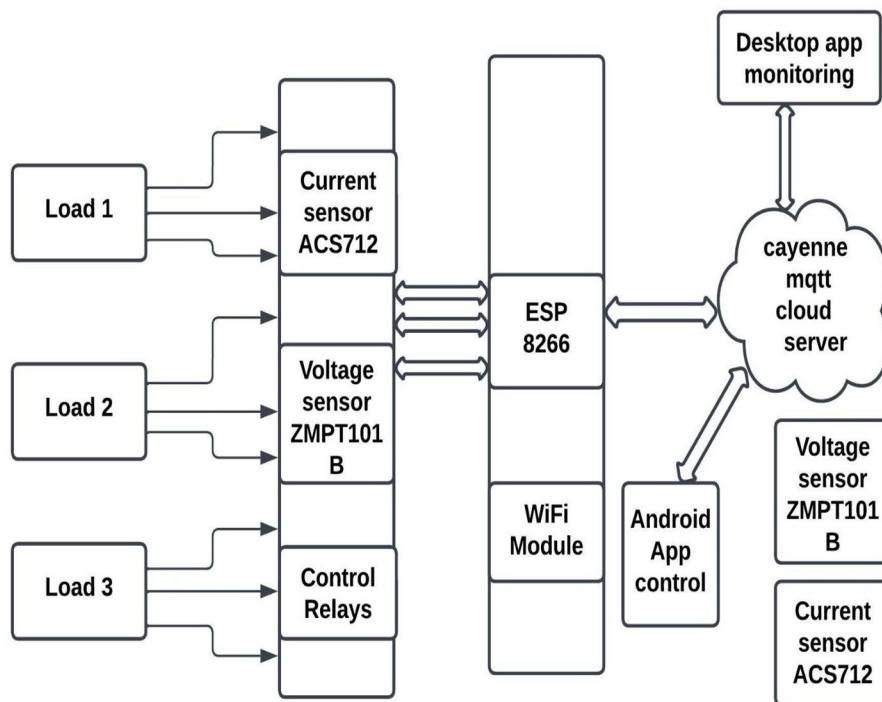 Desktop app
monitoring
Load 1
Current
sensor
ACS712
cayenne
mqtt
cloud
server
ESP
8266
Load 2
Voltage
sensor
ZMPT101
B
Voltage
sensor
ZMPT101
B
WiFi
Module
Android
App
control
Load 3
Control
Relays
Current
sensor
ACS712